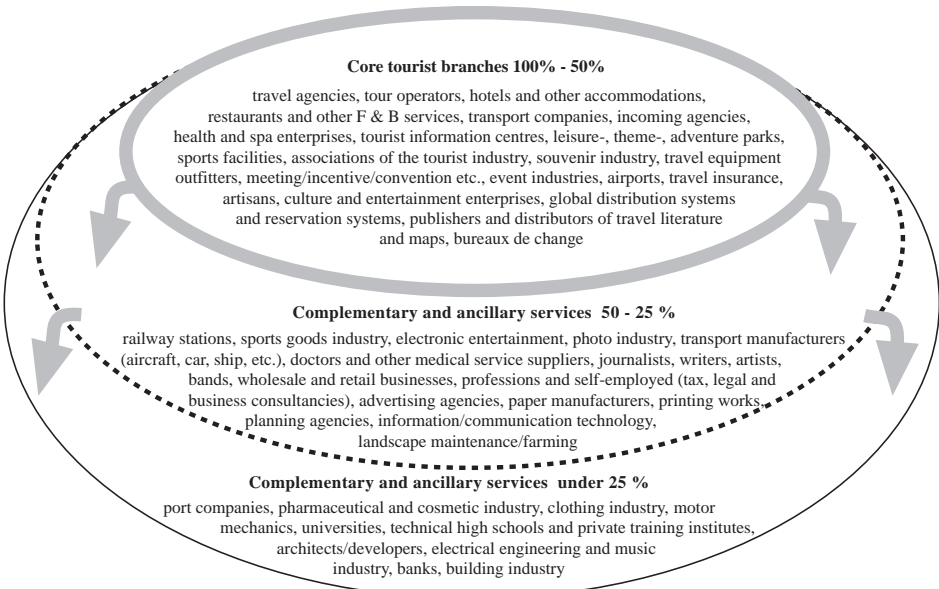 Core tourist branches 100% - 50%
travel agencies, tour operators, hotels and other accommodations,
restaurants and other F & B services, transport companies, incoming agencies,
health and spa enterprises, tourist information centres, leisure-, theme-, adventure parks,
sports facilities, associations of the tourist industry, souvenir industry, travel equipment
outfitters, meeting/incentive/convention etc., event industries, airports, travel insurance,
artisans, culture and entertainment enterprises, global distribution systems
and reservation systems, publishers and distributors of travel literature
and maps, bureaux de change
Complementary and ancillary services 50 - 25 %
railway stations, sports goods industry, electronic entertainment, photo industry, transport manufacturers
(aircraft, car, ship, etc.), doctors and other medical service suppliers, journalists, writers, artists,
bands, wholesale and retail businesses, professions and self-employed (tax, legal and
business consultancies), advertising agencies, paper manufacturers, printing works,
planning agencies, information/communication technology,
landscape maintenance/farming
Complementary and ancillary services under 25 %
port companies, pharmaceutical and cosmetic industry, clothing industry, motor
mechanics, universities, technical high schools and private training institutes,
architects/developers, electrical engineering and music
industry, banks, building industry